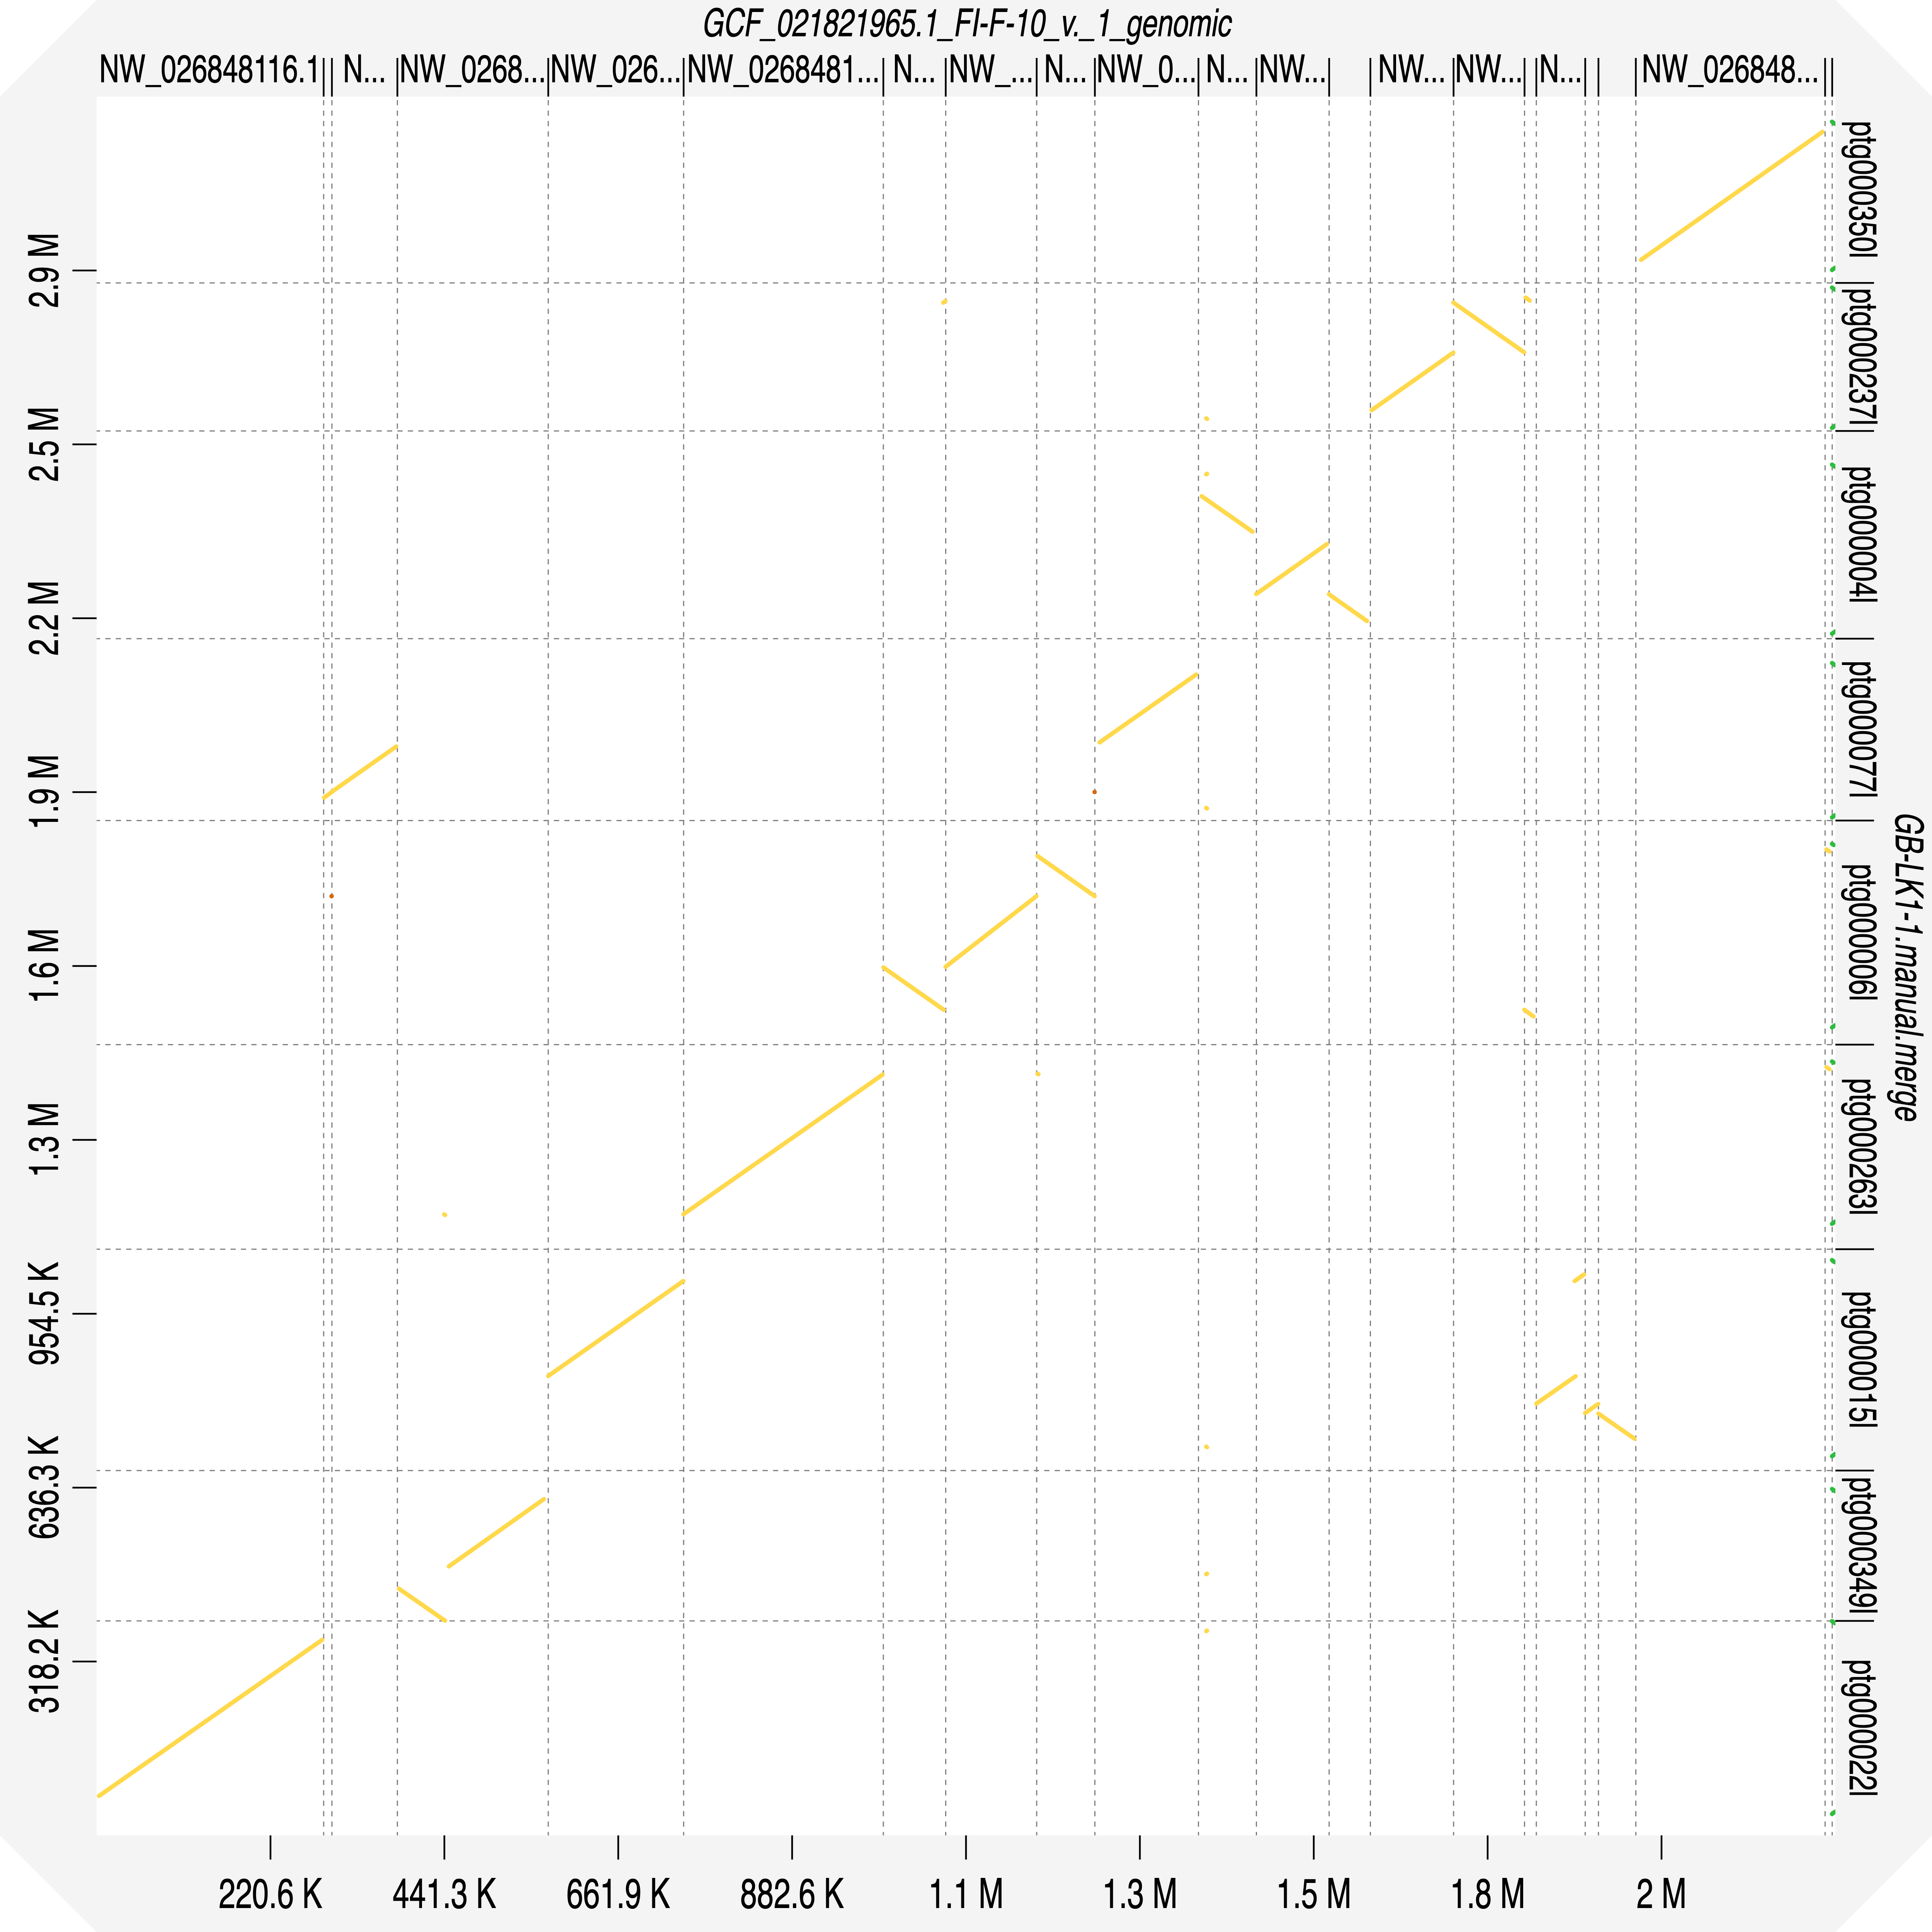 GCF_021821965.1_FI-F-10_v._1_genomic
NW_026848116.1 N... NW_0268... NW_026... NW_0268481... N... NW_... N... NW_0... N... NW... NW... NW... N... NW_026848...
2.9 M
2.5 M
2.2 M
1.9 M
1.6 M
1.3 M
954.5 K
636.3 K
318.2 K
ptg000350l
ptg000237l
ptg000004l
ptg000077l
ptg000006l
ptg000263l
ptg000015l
ptg000349l
ptg000022l
GB-LK1-1.manual.merge
220.6 K 441.3 K 661.9 K 882.6 K 1.1 M 1.3 M 1.5 M 1.8 M 2 M